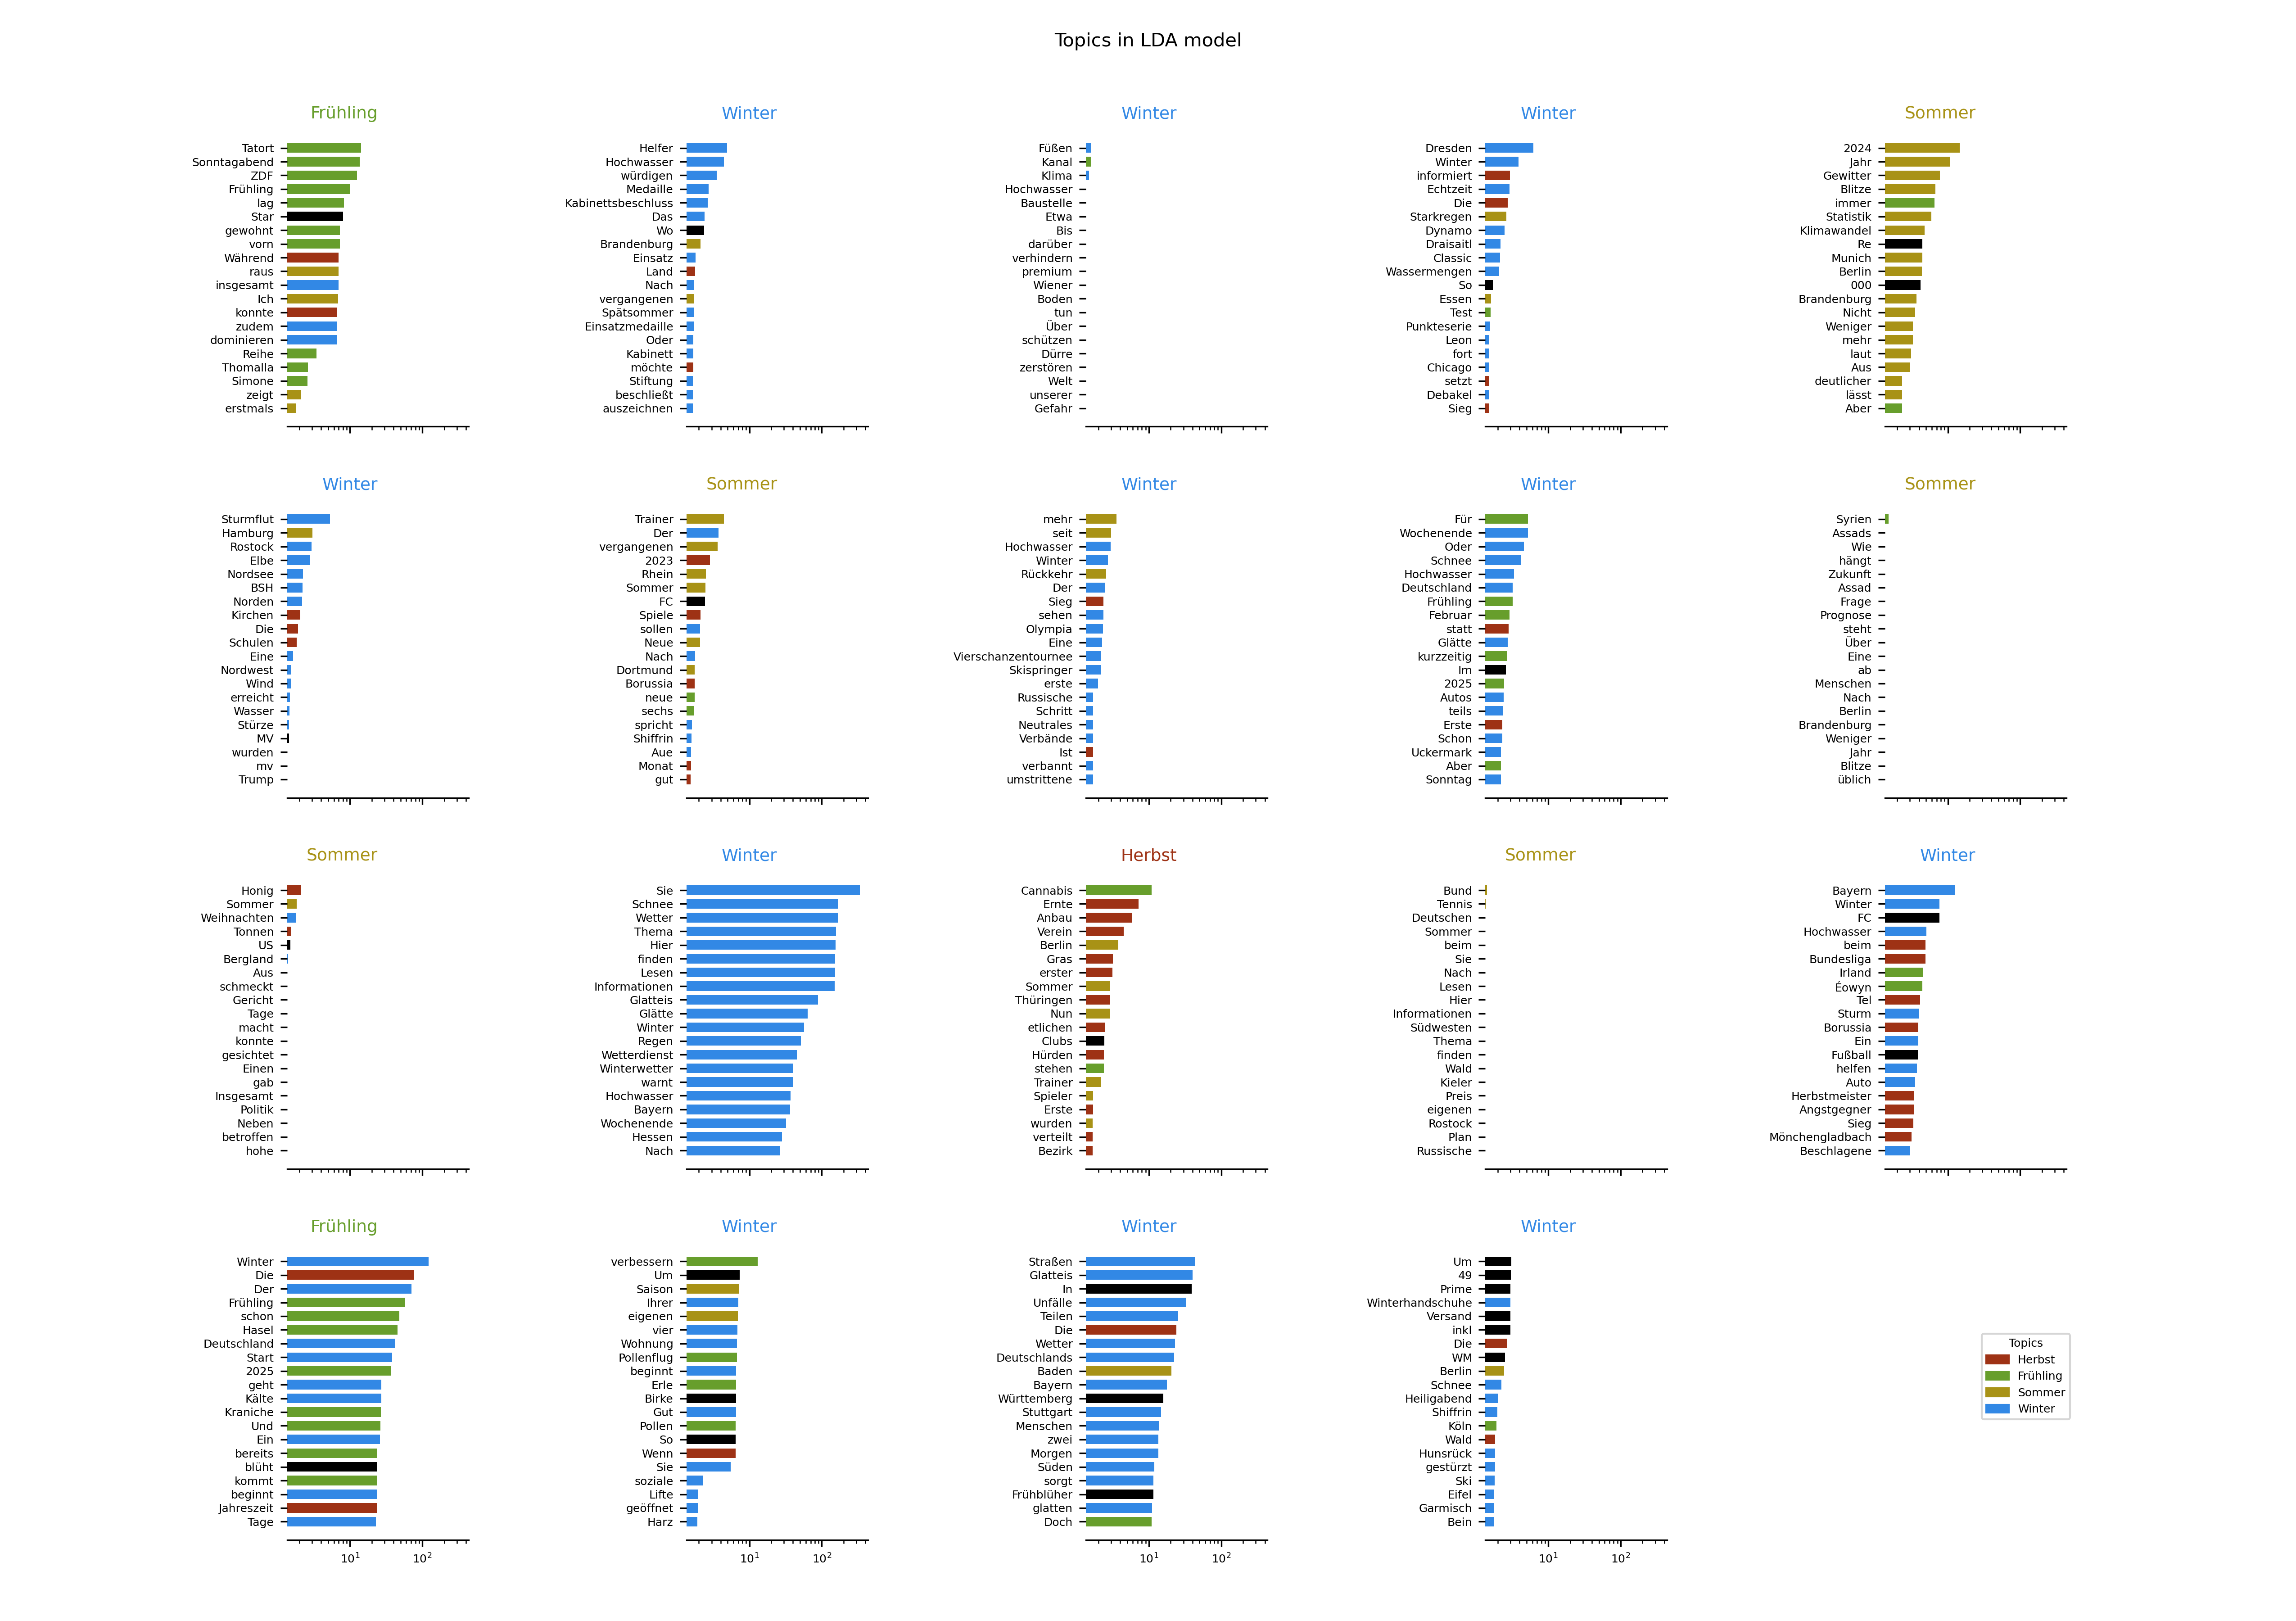 Topics in LDA model
Frühling
Tatort
Sonntagabend
ZDF
Frühling
lag
Star
gewohnt
vorn
Während
raus
insgesamt
Ich
konnte
zudem
dominieren
Reihe
Thomalla
Simone
zeigt
erstmals
Winter
Helfer
Hochwasser
würdigen
Medaille
Kabinettsbeschluss
Das
Wo
Brandenburg
Einsatz
Land
Nach
vergangenen
Spätsommer
Einsatzmedaille
Oder
Kabinett
möchte
Stiftung
beschließt
auszeichnen
Winter
Füßen
Kanal
Klima
Hochwasser
Baustelle
Etwa
Bis
darüber
verhindern
premium
Wiener
Boden
tun
Über
schützen
Dürre
zerstören
Welt
unserer
Gefahr
Winter
Dresden
Winter
informiert
Echtzeit
Die
Starkregen
Dynamo
Draisaitl
Classic
Wassermengen
So
Essen
Test
Punkteserie
Leon
fort
Chicago
setzt
Debakel
Sieg
Sommer
2024
Jahr
Gewitter
Blitze
immer
Statistik
Klimawandel
Re
Munich
Berlin
000
Brandenburg
Nicht
Weniger
mehr
laut
Aus
deutlicher
lässt
Aber
Winter
Sturmflut
Hamburg
Rostock
Elbe
Nordsee
BSH
Norden
Kirchen
Die
Schulen
Eine
Nordwest
Wind
erreicht
Wasser
Stürze
MV
wurden
mv
Trump
Sommer
Trainer
Der
vergangenen
2023
Rhein
Sommer
FC
Spiele
sollen
Neue
Nach
Dortmund
Borussia
neue
sechs
spricht
Shiffrin
Aue
Monat
gut
Winter
mehr
seit
Hochwasser
Winter
Rückkehr
Der
Sieg
sehen
Olympia
Eine
Vierschanzentournee
Skispringer
erste
Russische
Schritt
Neutrales
Verbände
Ist
verbannt
umstrittene
Winter
Für
Wochenende
Oder
Schnee
Hochwasser
Deutschland
Frühling
Februar
statt
Glätte
kurzzeitig
Im
2025
Autos
teils
Erste
Schon
Uckermark
Aber
Sonntag
Sommer
Syrien
Assads
Wie
hängt
Zukunft
Assad
Frage
Prognose
steht
Über
Eine
ab
Menschen
Nach
Berlin
Brandenburg
Weniger
Jahr
Blitze
üblich
Sommer
Honig
Sommer
Weihnachten
Tonnen
US
Bergland
Aus
schmeckt
Gericht
Tage
macht
konnte
gesichtet
Einen
gab
Insgesamt
Politik
Neben
betroffen
hohe
Winter
Sie
Schnee
Wetter
Thema
Hier
finden
Lesen
Informationen
Glatteis
Glätte
Winter
Regen
Wetterdienst
Winterwetter
warnt
Hochwasser
Bayern
Wochenende
Hessen
Nach
Herbst
Cannabis
Ernte
Anbau
Verein
Berlin
Gras
erster
Sommer
Thüringen
Nun
etlichen
Clubs
Hürden
stehen
Trainer
Spieler
Erste
wurden
verteilt
Bezirk
Sommer
Bund
Tennis
Deutschen
Sommer
beim
Sie
Nach
Lesen
Hier
Informationen
Südwesten
Thema
finden
Wald
Kieler
Preis
eigenen
Rostock
Plan
Russische
Winter
Bayern
Winter
FC
Hochwasser
beim
Bundesliga
Irland
Éowyn
Tel
Sturm
Borussia
Ein
Fußball
helfen
Auto
Herbstmeister
Angstgegner
Sieg
Mönchengladbach
Beschlagene
Frühling
Winter
Die
Der
Frühling
schon
Hasel
Deutschland
Start
2025
geht
Kälte
Kraniche
Und
Ein
bereits
blüht
kommt
beginnt
Jahreszeit
Tage
10¹ 10²
Winter
verbessern
Um
Saison
Ihrer
eigenen
vier
Wohnung
Pollenflug
beginnt
Erle
Birke
Gut
Pollen
So
Wenn
Sie
soziale
Lifte
geöffnet
Harz
10¹ 10²
Winter
Straßen
Glatteis
In
Unfälle
Teilen
Die
Wetter
Deutschlands
Baden
Bayern
Württemberg
Stuttgart
Menschen
zwei
Morgen
Süden
sorgt
Frühblüher
glatten
Doch
10¹ 10²
Winter
Um
49
Prime
Winterhandschuhe
Versand
inkl
Die
WM
Berlin
Schnee
Heiligabend
Shiffrin
Köln
Wald
Hunsrück
gestürzt
Ski
Eifel
Garmisch
Bein
10¹ 10²
Topics
Herbst
Frühling
Sommer
Winter